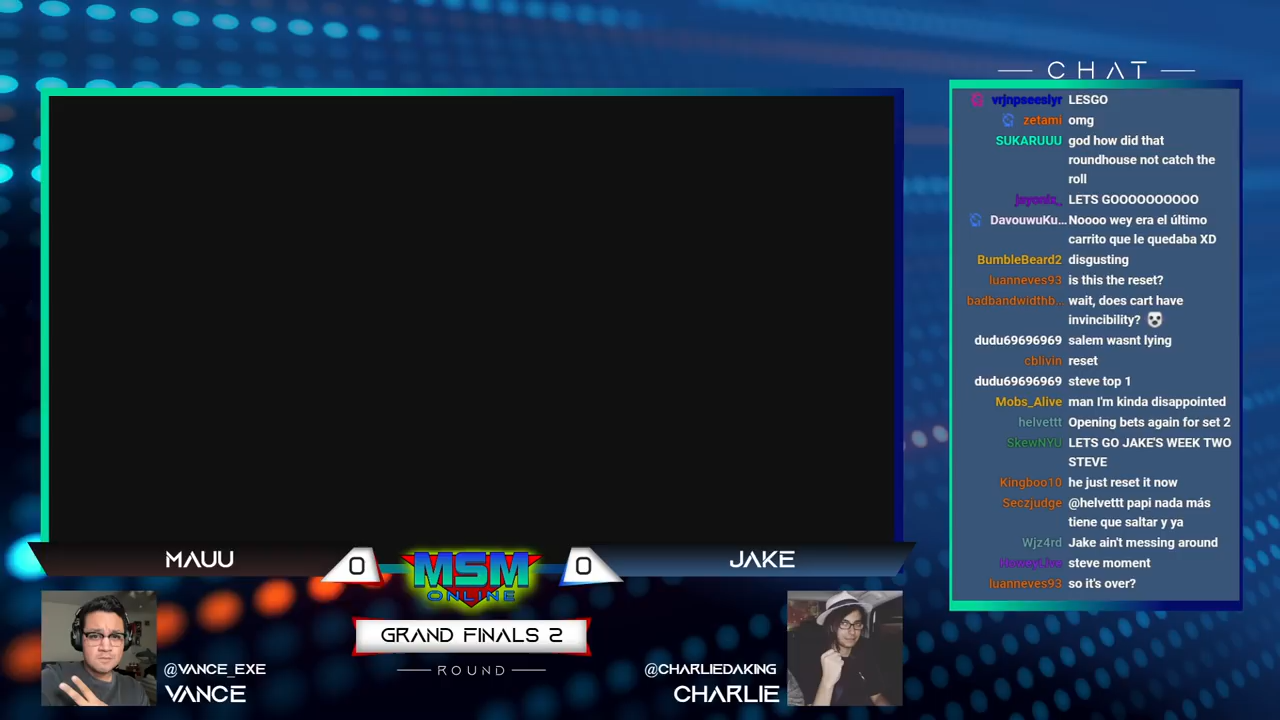 CHAT
vrjnpseeslyr LESGO
zetami omg
SUKARUUU god how did that
roundhouse not catch the
roll
jayonix_ LETS GOOOOOOOOOO
DavouwuKu... Noooo wey era el último
carrito que le quedaba XD
BumbleBeard2 disgusting
luanneves93 is this the reset?
badbandwidthb... wait, does cart have
invincibility?
dudu69696969 salem wasnt lying
cblivin reset
dudu69696969 steve top 1
Mobs_Alive man I'm kinda disappointed
helvettt Opening bets again for set 2
SkewNYU LETS GO JAKE'S WEEK TWO
STEVE
Kingboo10 he just reset it now
Seczjudge @helvettt papi nada más
tiene que saltar y ya
Wjz4rd Jake ain't messing around
steve moment
luanneves93 so it's over?
MAUU 0 MSM ONLINE 0 JAKE
GRAND FINALS 2
ROUND
@VANCE_EXE
VANCE
@CHARLIEDAKING
CHARLIE